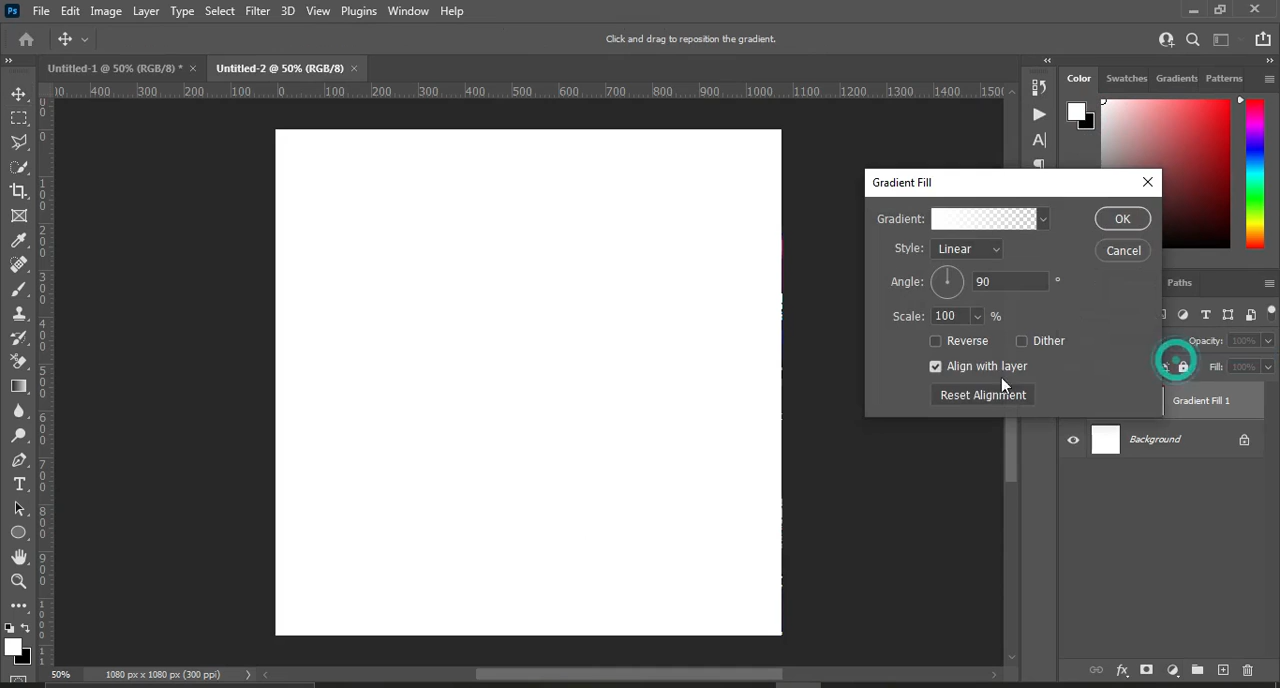 Ps File Edit Image Layer Type Select Filter 3D View Plugins Window Help
Click and drag to reposition the gradient.
Untitled-1 @ 50% (RGB/8) * × Untitled-2 @ 50% (RGB/8) ×
400 300 200 100 0 100 200 300 400 500 600 700 800 900 1000 1100 1200 1300 1400
Color Swatches Gradients Patterns
Gradient Fill
Gradient: OK
Style: Linear Cancel
Angle: 90 °
Scale: 100 %
Reverse Dither
Align with layer
Reset Alignment
Paths
Opacity: 100%
Fill: 100%
Gradient Fill 1
Background
50% 1080 px x 1080 px (300 ppi)